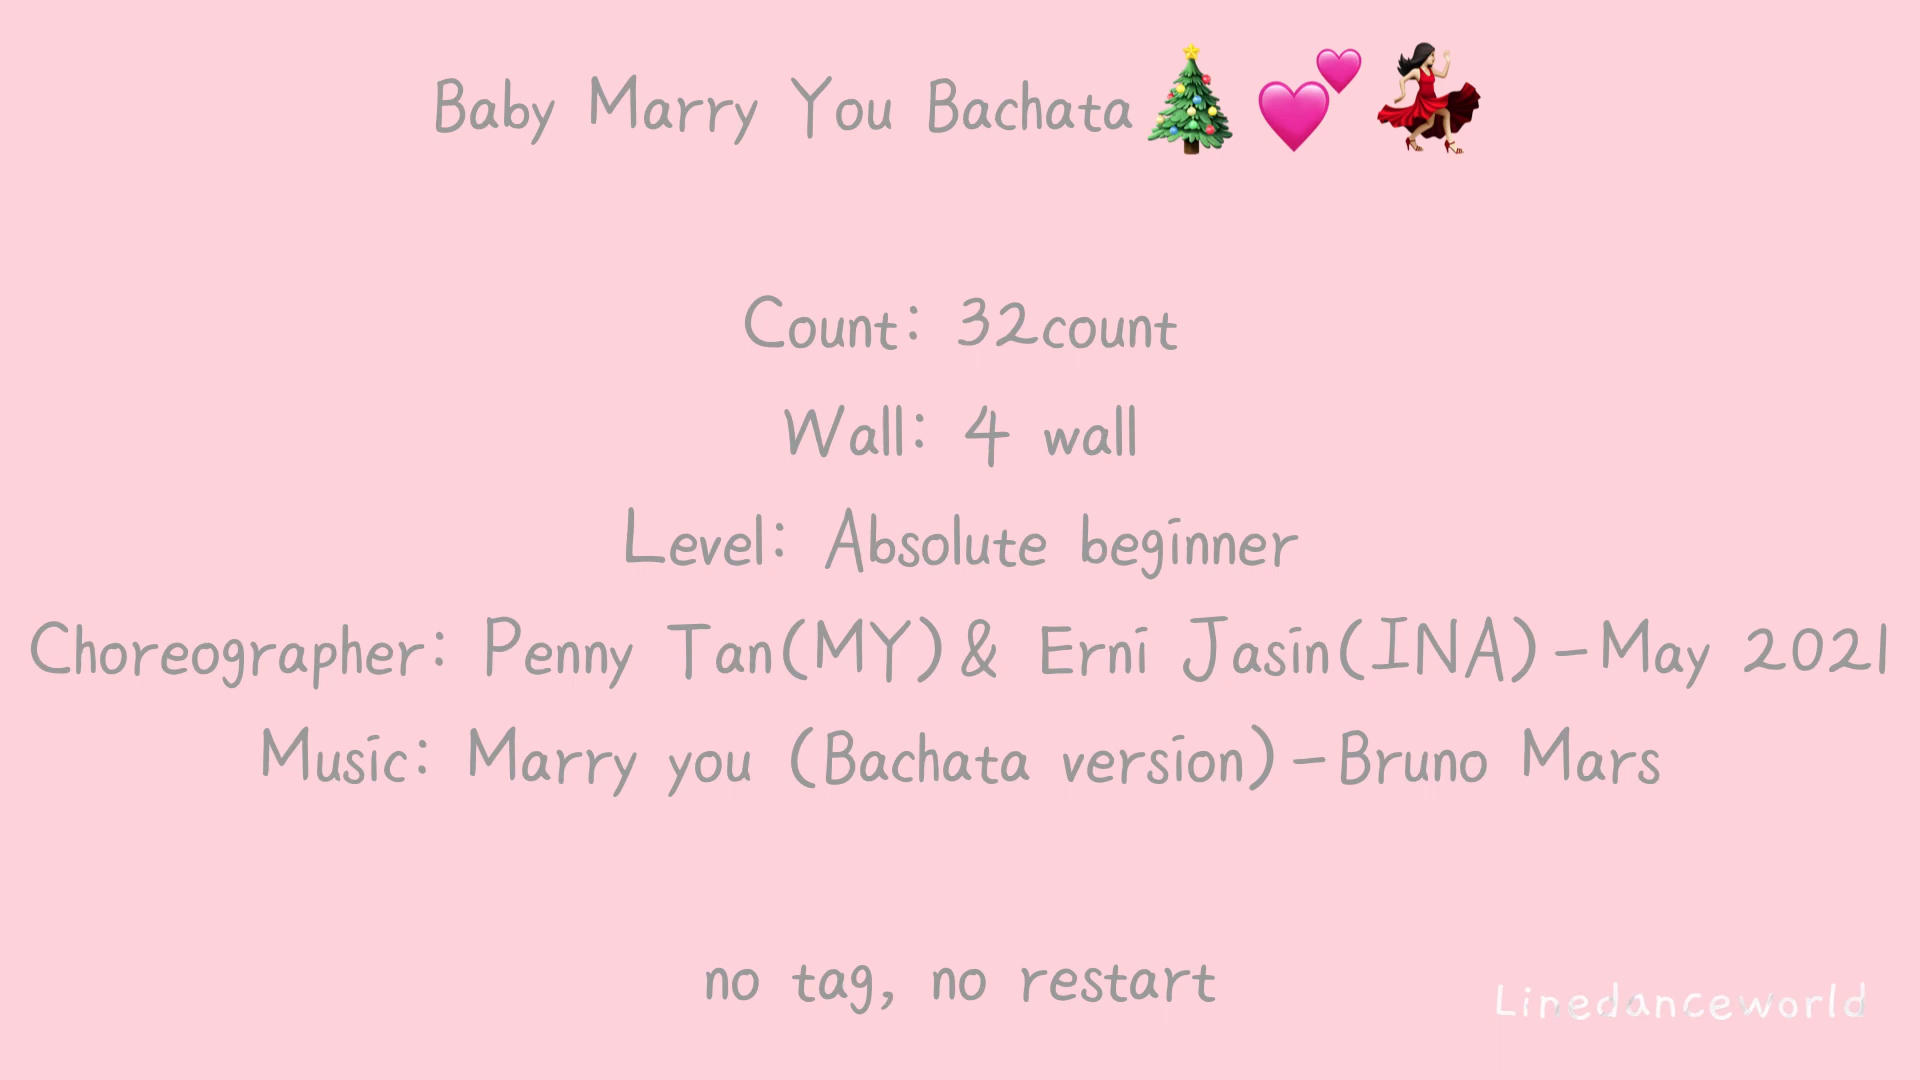 Baby Marry You Bachata🎄💕💃🏻
Count: 32count
Wall: 4 wall
Level: Absolute beginner
Choreographer: Penny Tan(MY)& Erni Jasin(INA)-May 2021
Music: Marry you (Bachata version)-Bruno Mars
no tag, no restart
Linedanceworld